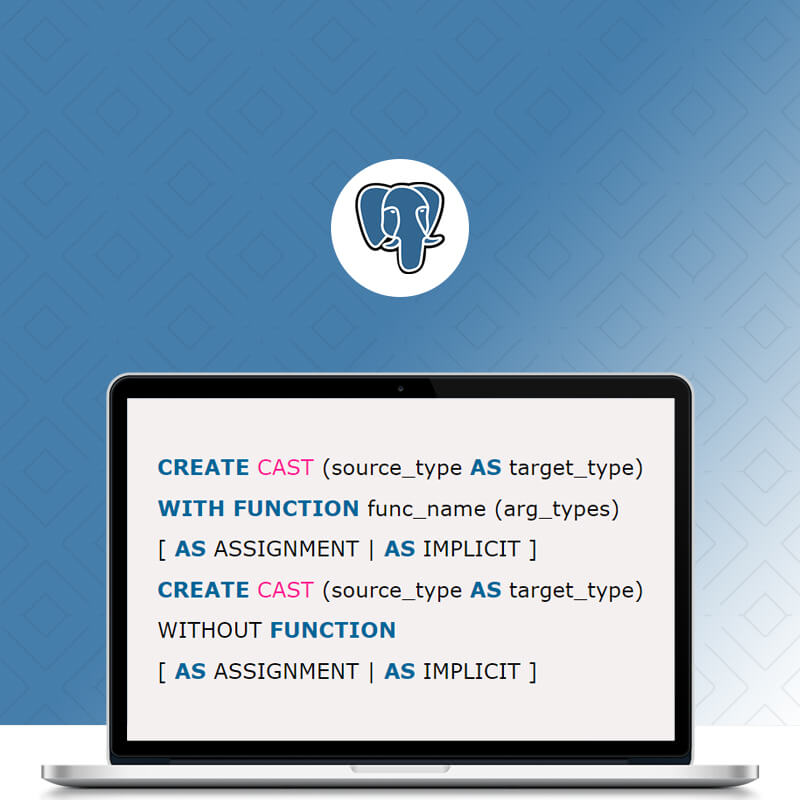 CREATE CAST (source_type AS target_type)
WITH FUNCTION func_name (arg_types)
[ AS ASSIGNMENT | AS IMPLICIT ]
CREATE CAST (source_type AS target_type)
WITHOUT FUNCTION
[ AS ASSIGNMENT | AS IMPLICIT ]